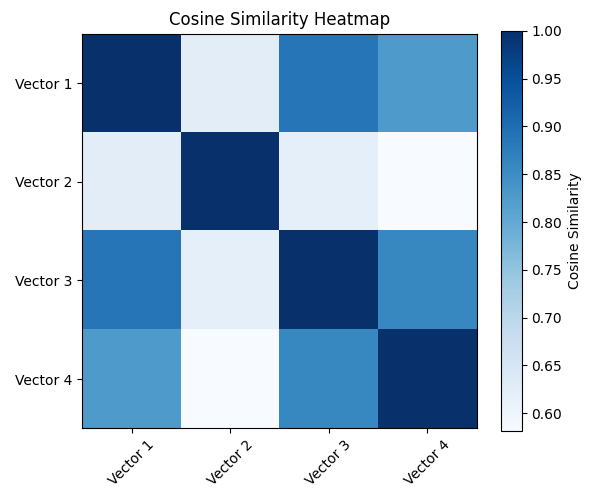 Cosine Similarity Heatmap
Vector 1
Vector 2
Vector 3
Vector 4
Vector 1
Vector 2
Vector 3
Vector 4
1.00
0.95
0.90
0.85
0.80
0.75
0.70
0.65
0.60
Cosine Similarity